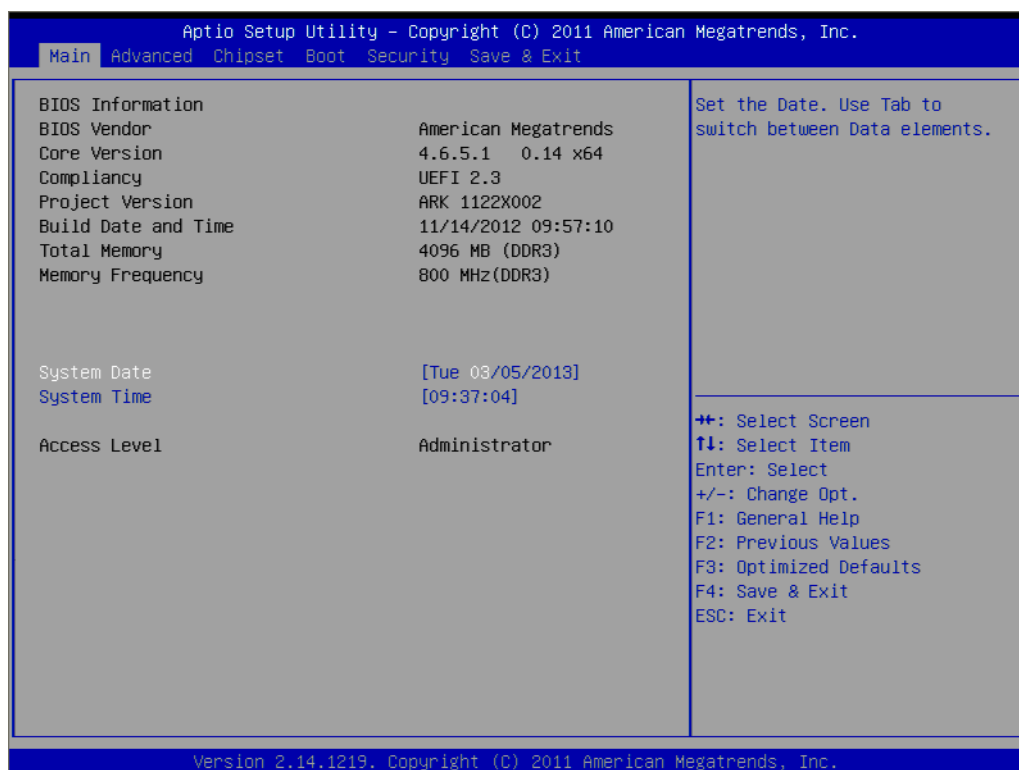 Aptio Setup Utility – Copyright (C) 2011 American Megatrends, Inc.
Main Advanced Chipset Boot Security Save & Exit
BIOS Information
BIOS Vendor American Megatrends
Core Version 4.6.5.1 0.14 x64
Compliancy UEFI 2.3
Project Version ARK 1122X002
Build Date and Time 11/14/2012 09:57:10
Total Memory 4096 MB (DDR3)
Memory Frequency 800 MHz(DDR3)
System Date [Tue 03/05/2013]
System Time [09:37:04]
Access Level Administrator
Set the Date. Use Tab to
switch between Data elements.
→←: Select Screen
↑↓: Select Item
Enter: Select
+/-: Change Opt.
F1: General Help
F2: Previous Values
F3: Optimized Defaults
F4: Save & Exit
ESC: Exit
Version 2.14.1219. Copyright (C) 2011 American Megatrends, Inc.